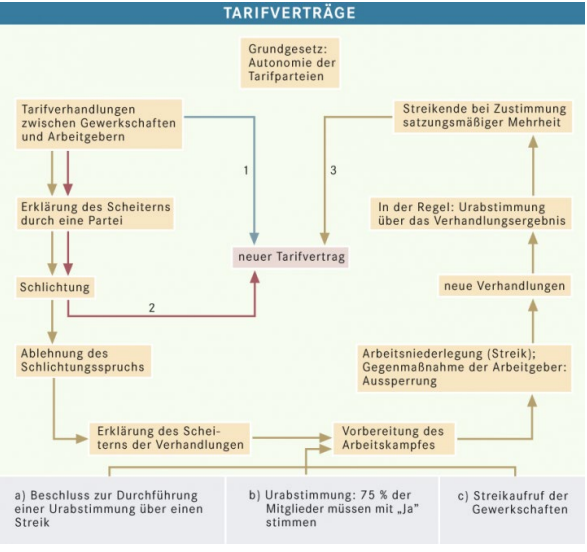 TARIFVERTRÄGE
Grundgesetz:
Autonomie der
Tarifparteien
Tarifverhandlungen
zwischen Gewerkschaften
und Arbeitgebern
Streikende bei Zustimmung
satzungsmäßiger Mehrheit
1
3
Erklärung des Scheiterns
durch eine Partei
In der Regel: Urabstimmung
über das Verhandlungsergebnis
neuer Tarifvertrag
Schlichtung
neue Verhandlungen
2
Ablehnung des
Schlichtungsspruchs
Arbeitsniederlegung (Streik);
Gegenmaßnahme der Arbeitgeber:
Aussperrung
Erklärung des Schei-
terns der Verhandlungen
Vorbereitung des
Arbeitskampfes
a) Beschluss zur Durchführung
einer Urabstimmung über einen
Streik
b) Urabstimmung: 75 % der
Mitglieder müssen mit „Ja“
stimmen
c) Streikaufruf der
Gewerkschaften